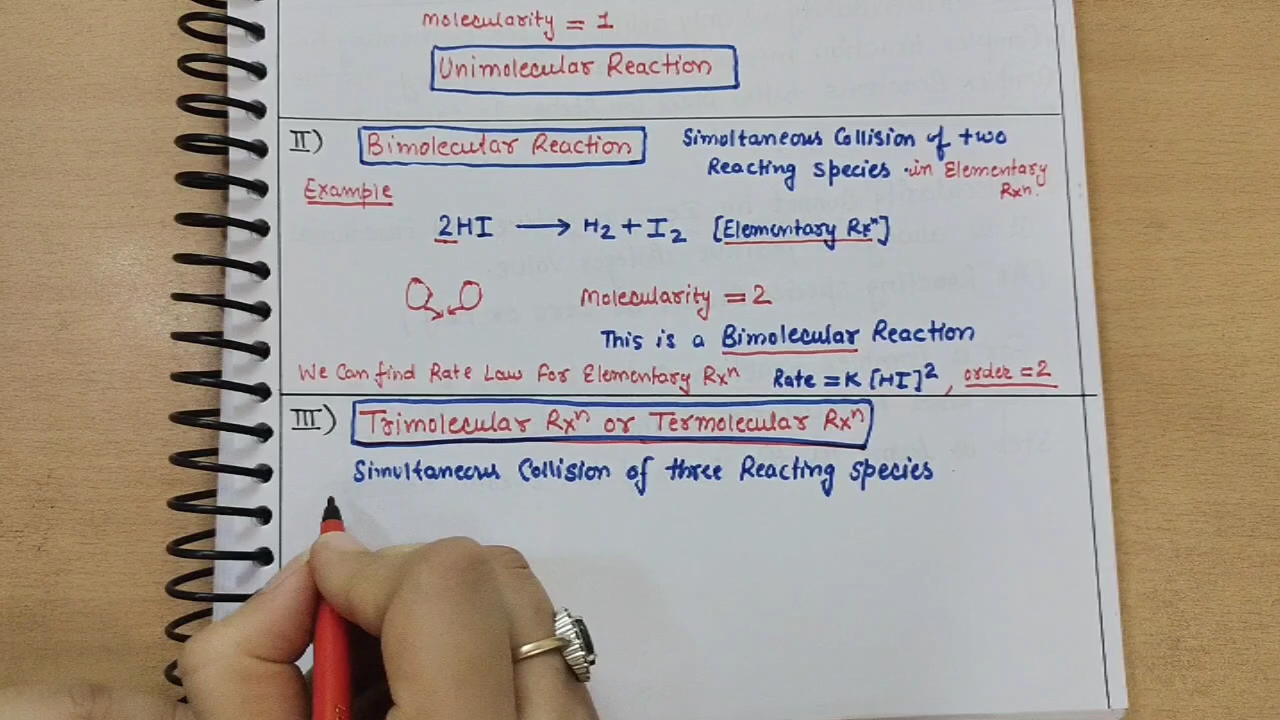 Molecularity = 1
Unimolecular Reaction
II) Bimolecular Reaction Simultaneous Collision of two
Reacting species in Elementary
Rxn.
Example
2HI ⟶ H₂ + I₂ [Elementary Rxⁿ]
Molecularity = 2
This is a Bimolecular Reaction
We Can find Rate Law For Elementary Rxⁿ Rate = K [HI]², order = 2
III) Trimolecular Rxⁿ or Termolecular Rxⁿ
Simultaneous Collision of three Reacting species